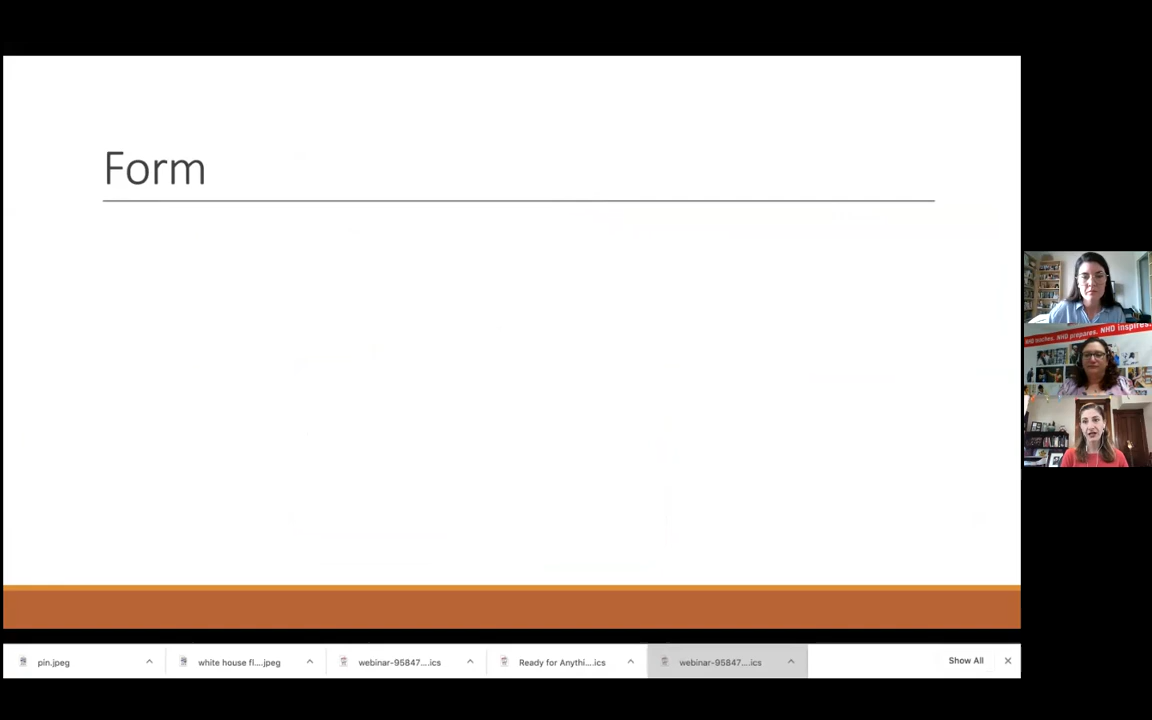 Form
NHD teaches. NHD prepares. NHD inspires.
pin.jpeg
white house fl....jpeg
webinar-95847....ics
Ready for Anythi....ics
webinar-95847....ics
Show All